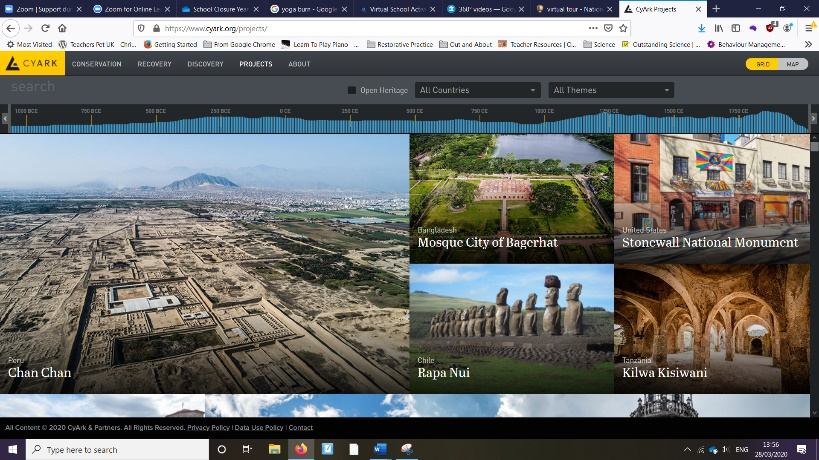 Zoom | Support du
Zoom for Online Le
School Closure Yea
yoga burn - Google
Virtual School Activ
360° videos — Goo
virtual tour - Nation
CyArk Projects
https://www.cyark.org/projects/
Most Visited
Teachers Pet UK
Chri...
Getting Started
From Google Chrome
Learn To Play Piano ...
Restorative Practice
Out and About
Teacher Resources | C...
Science
Outstanding Science | ...
Behaviour Manageme...
CYARK
CONSERVATION
RECOVERY
DISCOVERY
PROJECTS
ABOUT
GRID
MAP
search
Open Heritage
All Countries
All Themes
1000 BCE
750 BCE
500 BCE
250 BCE
0 CE
250 CE
500 CE
750 CE
1000 CE
1250 CE
1500 CE
1750 CE
Bangladesh
Mosque City of Bagerhat
United States
Stonewall National Monument
Peru
Chan Chan
Chile
Rapa Nui
Tanzania
Kilwa Kisiwani
All Content © 2020 CyArk & Partners. All Rights Reserved. Privacy Policy | Data Use Policy | Contact
Type here to search
ENG
13:56
28/03/2020